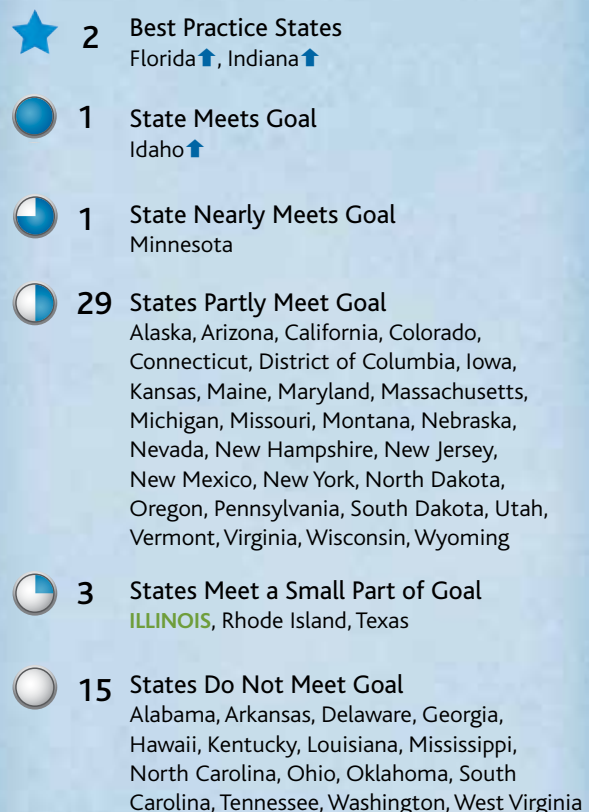 2 Best Practice States
Florida⬆, Indiana⬆
1 State Meets Goal
Idaho⬆
1 State Nearly Meets Goal
Minnesota
29 States Partly Meet Goal
Alaska, Arizona, California, Colorado,
Connecticut, District of Columbia, Iowa,
Kansas, Maine, Maryland, Massachusetts,
Michigan, Missouri, Montana, Nebraska,
Nevada, New Hampshire, New Jersey,
New Mexico, New York, North Dakota,
Oregon, Pennsylvania, South Dakota, Utah,
Vermont, Virginia, Wisconsin, Wyoming
3 States Meet a Small Part of Goal
ILLINOIS, Rhode Island, Texas
15 States Do Not Meet Goal
Alabama, Arkansas, Delaware, Georgia,
Hawaii, Kentucky, Louisiana, Mississippi,
North Carolina, Ohio, Oklahoma, South
Carolina, Tennessee, Washington, West Virginia